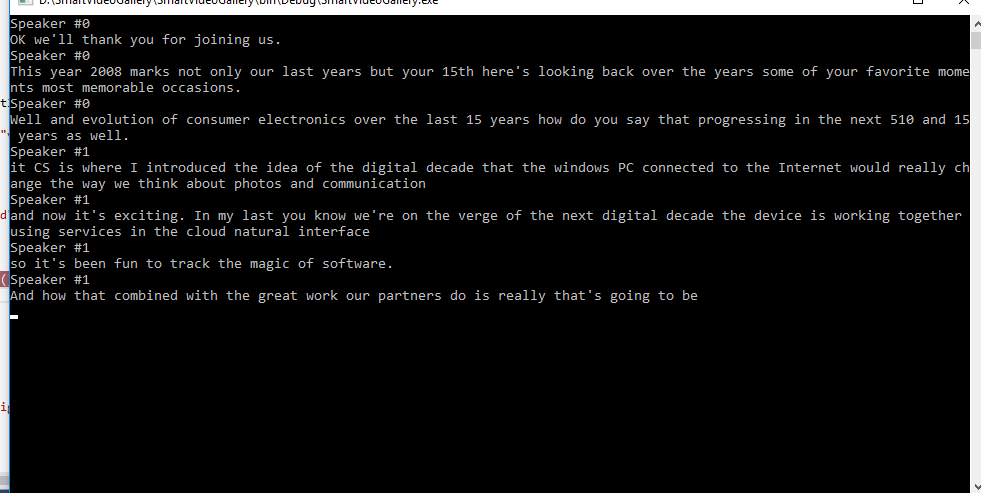 D:\SmartVideoGallery\SmartVideoGallery\bin\Debug\SmartVideoGallery.exe
Speaker #0
OK we'll thank you for joining us.
Speaker #0
This year 2008 marks not only our last years but your 15th here's looking back over the years some of your favorite mome
nts most memorable occasions.
Speaker #0
Well and evolution of consumer electronics over the last 15 years how do you say that progressing in the next 510 and 15
years as well.
Speaker #1
it CS is where I introduced the idea of the digital decade that the windows PC connected to the Internet would really ch
ange the way we think about photos and communication
Speaker #1
and now it's exciting. In my last you know we're on the verge of the next digital decade the device is working together
using services in the cloud natural interface
Speaker #1
so it's been fun to track the magic of software.
Speaker #1
And how that combined with the great work our partners do is really that's going to be